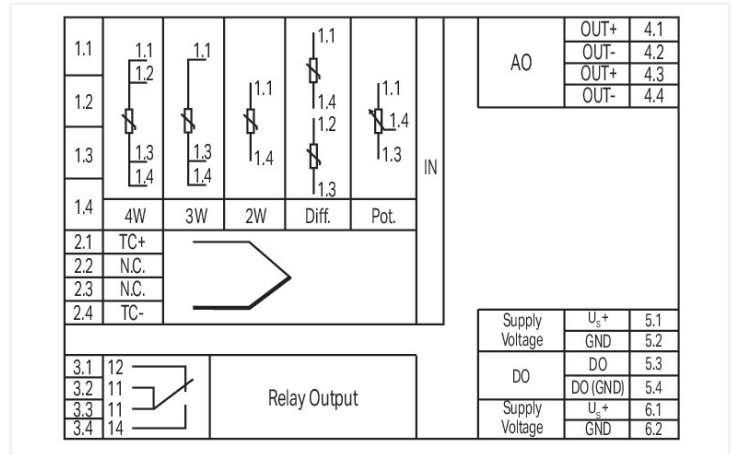 1.1
1.2
1.3
1.4
1.1
1.2
1.3
1.4
4W
1.1
1.3
1.4
3W
1.1
1.4
2W
1.1
1.4
1.2
1.3
Diff.
1.1
1.4
1.3
Pot.
IN
2.1 TC+
2.2 N.C.
2.3 N.C.
2.4 TC-
3.1 12
3.2 11
3.3 11
3.4 14
Relay Output
AO
OUT+ 4.1
OUT- 4.2
OUT+ 4.3
OUT- 4.4
Supply
Voltage
Us+ 5.1
GND 5.2
DO
DO 5.3
DO (GND) 5.4
Supply
Voltage
Us+ 6.1
GND 6.2